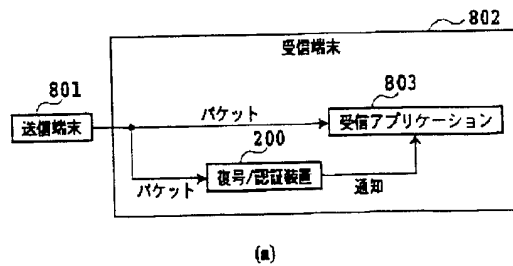 802
受信端末
801
送信端末
パケット
803
受信アプリケーション
200
復号/認証装置
パケット
通知
(a)